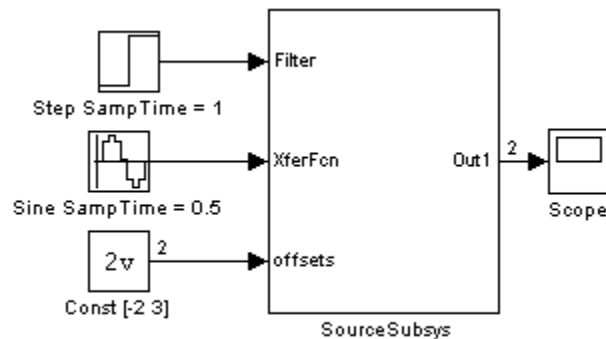 Filter
Step SampTime = 1
XferFcn
Out1
2
Sine SampTime = 0.5
Scope
2v
2
offsets
Const [-2 3]
SourceSubsys